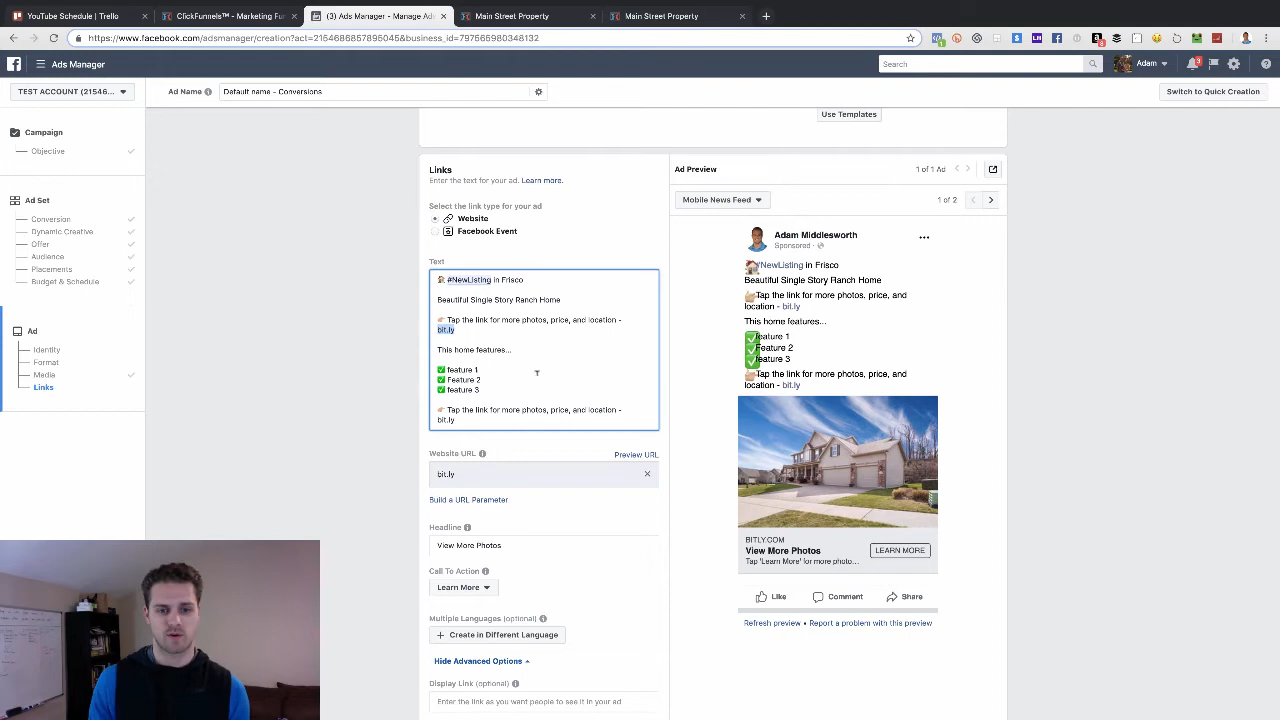 YouTube Schedule | Trello
ClickFunnels™ - Marketing Fun
(3) Ads Manager - Manage Ads
Main Street Property
Main Street Property
https://www.facebook.com/adsmanager/creation?act=2154686857895045&business_id=797565980348132
Ads Manager
Search
Adam
3
TEST ACCOUNT (21546...
Ad Name
Default name - Conversions
Switch to Quick Creation
Campaign
Objective
Ad Set
Conversion
Dynamic Creative
Offer
Audience
Placements
Budget & Schedule
Ad
Identity
Format
Media
Links
Use Templates
Links
Enter the text for your ad. Learn more.
Select the link type for your ad
Website
Facebook Event
Text
🏠 #NewListing in Frisco
Beautiful Single Story Ranch Home
👉🏼 Tap the link for more photos, price, and location -
bit.ly
This home features...
✅ feature 1
✅ Feature 2
✅ feature 3
👉🏼 Tap the link for more photos, price, and location -
bit.ly
Website URL
Preview URL
bit.ly
Build a URL Parameter
Headline
View More Photos
Call To Action
Learn More
Multiple Languages (optional)
+ Create in Different Language
Hide Advanced Options
Display Link (optional)
Enter the link as you want people to see it in your ad
Ad Preview
1 of 1 Ad
Mobile News Feed
1 of 2
Adam Middlesworth
Sponsored
🏠#NewListing in Frisco
Beautiful Single Story Ranch Home
👉🏼Tap the link for more photos, price, and
location - bit.ly
This home features...
✅feature 1
✅Feature 2
✅feature 3
👉🏼Tap the link for more photos, price, and
location - bit.ly
BITLY.COM
View More Photos
Tap 'Learn More' for more photo...
LEARN MORE
Like
Comment
Share
Refresh preview • Report a problem with this preview